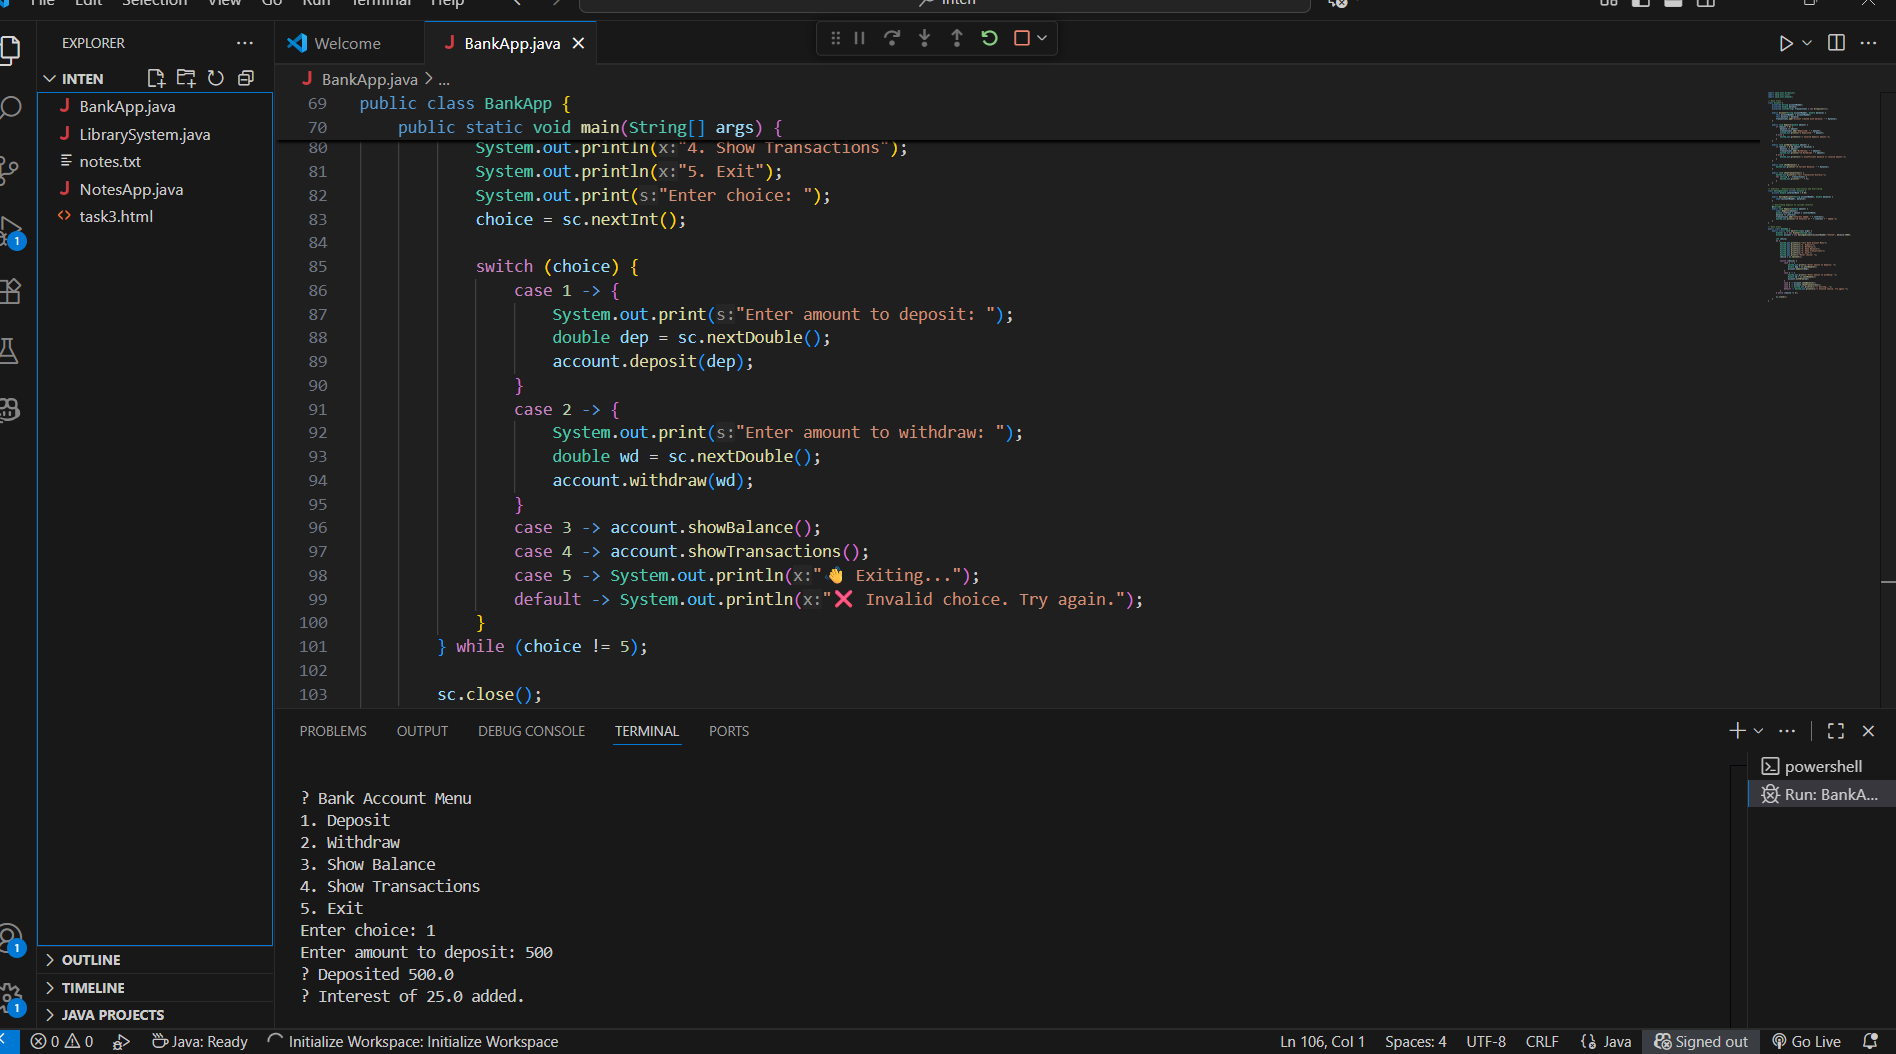 File Edit Selection View Go Run Terminal Help
inten
EXPLORER
INTEN
BankApp.java
LibrarySystem.java
notes.txt
NotesApp.java
task3.html
OUTLINE
TIMELINE
JAVA PROJECTS
Welcome
BankApp.java
BankApp.java > ...
69 public class BankApp {
70 public static void main(String[] args) {
80 System.out.println(x:"4. Show Transactions");
81 System.out.println(x:"5. Exit");
82 System.out.print(s:"Enter choice: ");
83 choice = sc.nextInt();
84
85 switch (choice) {
86 case 1 -> {
87 System.out.print(s:"Enter amount to deposit: ");
88 double dep = sc.nextDouble();
89 account.deposit(dep);
90 }
91 case 2 -> {
92 System.out.print(s:"Enter amount to withdraw: ");
93 double wd = sc.nextDouble();
94 account.withdraw(wd);
95 }
96 case 3 -> account.showBalance();
97 case 4 -> account.showTransactions();
98 case 5 -> System.out.println(x:"👋 Exiting...");
99 default -> System.out.println(x:"❌ Invalid choice. Try again.");
100 }
101 } while (choice != 5);
102
103 sc.close();
PROBLEMS OUTPUT DEBUG CONSOLE TERMINAL PORTS
? Bank Account Menu
1. Deposit
2. Withdraw
3. Show Balance
4. Show Transactions
5. Exit
Enter choice: 1
Enter amount to deposit: 500
? Deposited 500.0
? Interest of 25.0 added.
powershell
Run: BankA...
1
1
1
0 0 Java: Ready Initialize Workspace: Initialize Workspace Ln 106, Col 1 Spaces: 4 UTF-8 CRLF Java Signed out Go Live